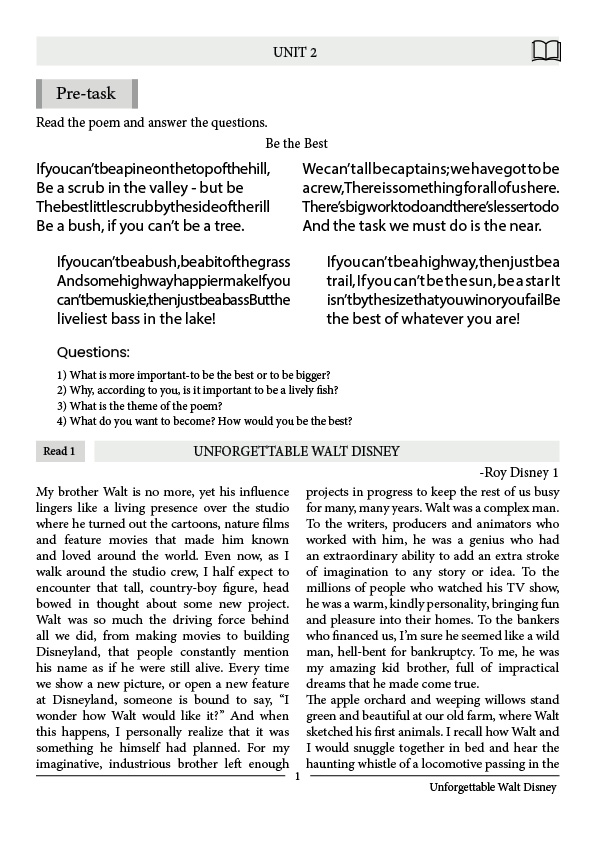 UNIT 2
Pre-task
Read the poem and answer the questions.
Be the Best
Ifyoucan'tbeapineonthetopofthehill,
Be a scrub in the valley - but be
Thebestlittlescrubbythesideoftherill
Be a bush, if you can't be a tree.
Wecan'tallbecaptains;wehavegottobe
acrew,Thereissomethingforallofushere.
There'sbigworktodoandthere'slessertodo
And the task we must do is the near.
Ifyoucan'tbeabush,beabitofthegrass
AndsomehighwayhappiermakeIfyou
can'tbemuskie,thenjustbeabassButthe
liveliest bass in the lake!
Ifyoucan'tbeahighway,thenjustbea
trail,Ifyoucan'tbethesun,beastarIt
isn'tbythesizethatyouwinoryoufailBe
the best of whatever you are!
Questions:
1) What is more important-to be the best or to be bigger?
2) Why, according to you, is it important to be a lively fish?
3) What is the theme of the poem?
4) What do you want to become? How would you be the best?
Read 1
UNFORGETTABLE WALT DISNEY
-Roy Disney 1
My brother Walt is no more, yet his influence
lingers like a living presence over the studio
where he turned out the cartoons, nature films
and feature movies that made him known
and loved around the world. Even now, as I
walk around the studio crew, I half expect to
encounter that tall, country-boy figure, head
bowed in thought about some new project.
Walt was so much the driving force behind
all we did, from making movies to building
Disneyland, that people constantly mention
his name as if he were still alive. Every time
we show a new picture, or open a new feature
at Disneyland, someone is bound to say, "I
wonder how Walt would like it?" And when
this happens, I personally realize that it was
something he himself had planned. For my
imaginative, industrious brother left enough
projects in progress to keep the rest of us busy
for many, many years. Walt was a complex man.
To the writers, producers and animators who
worked with him, he was a genius who had
an extraordinary ability to add an extra stroke
of imagination to any story or idea. To the
millions of people who watched his TV show,
he was a warm, kindly personality, bringing fun
and pleasure into their homes. To the bankers
who financed us, I'm sure he seemed like a wild
man, hell-bent for bankruptcy. To me, he was
my amazing kid brother, full of impractical
dreams that he made come true.
The apple orchard and weeping willows stand
green and beautiful at our old farm, where Walt
sketched his first animals. I recall how Walt and
I would snuggle together in bed and hear the
haunting whistle of a locomotive passing in the
1
Unforgettable Walt Disney